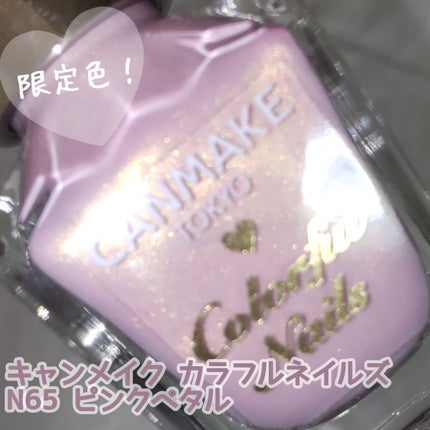 限定色！
CANMAKE
TOKYO
Colorful
Nails
キャンメイク カラフルネイルズ
N65 ピンクペタル